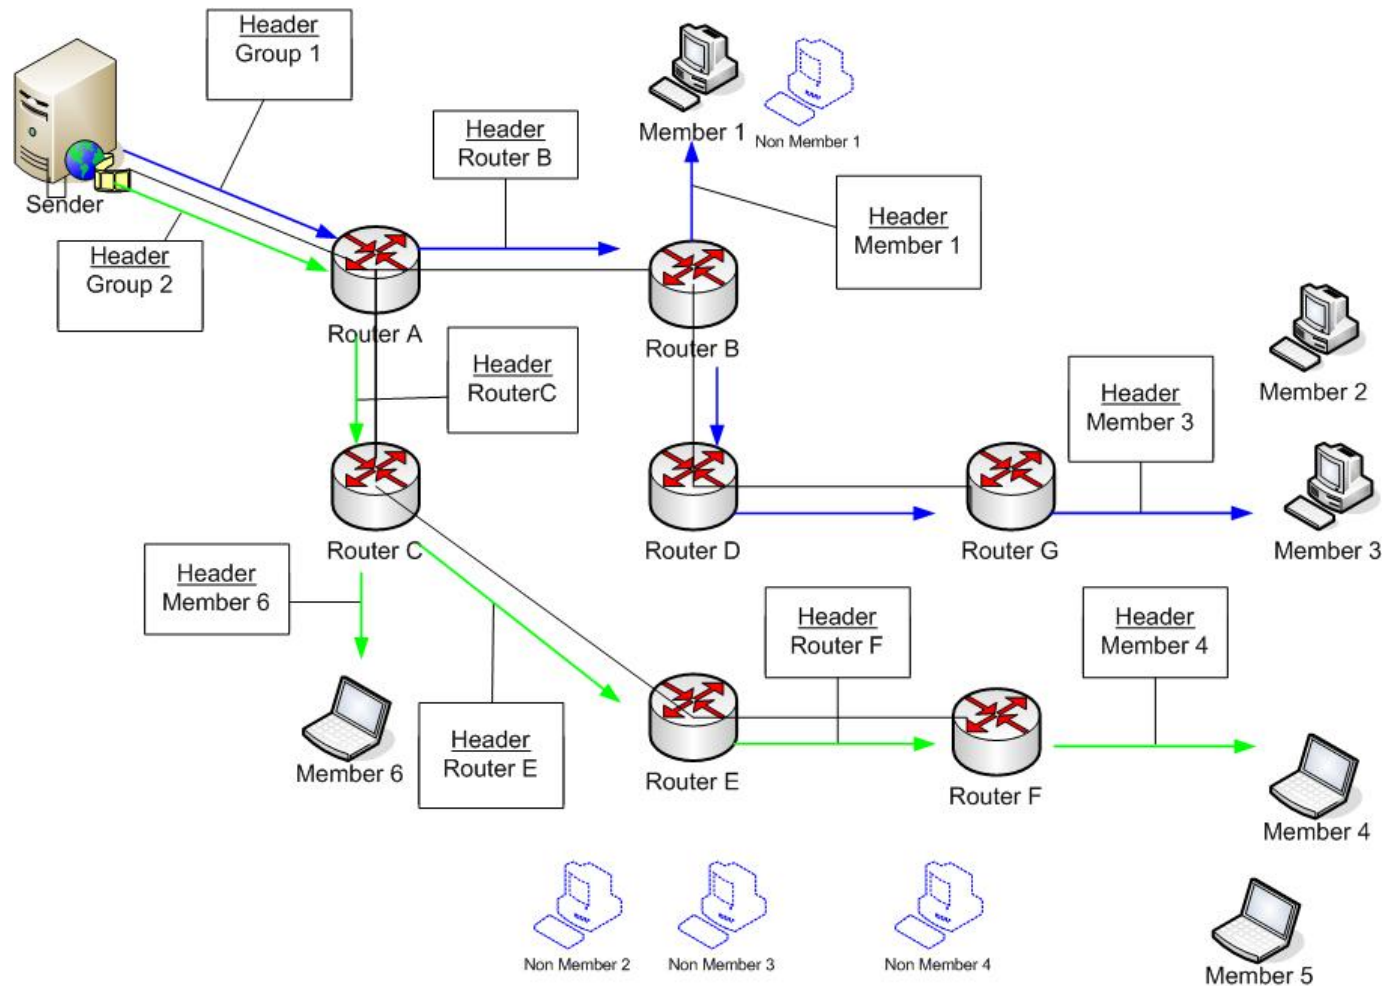 Header
Group 1
Sender
Header
Router B
Member 1
Non Member 1
Header
Member 1
Header
Group 2
Router A
Router B
Header
RouterC
Member 2
Header
Member 3
Router C
Router D
Router G
Member 3
Header
Member 6
Header
Router F
Header
Member 4
Member 6
Header
Router E
Router E
Router F
Member 4
Non Member 2
Non Member 3
Non Member 4
Member 5